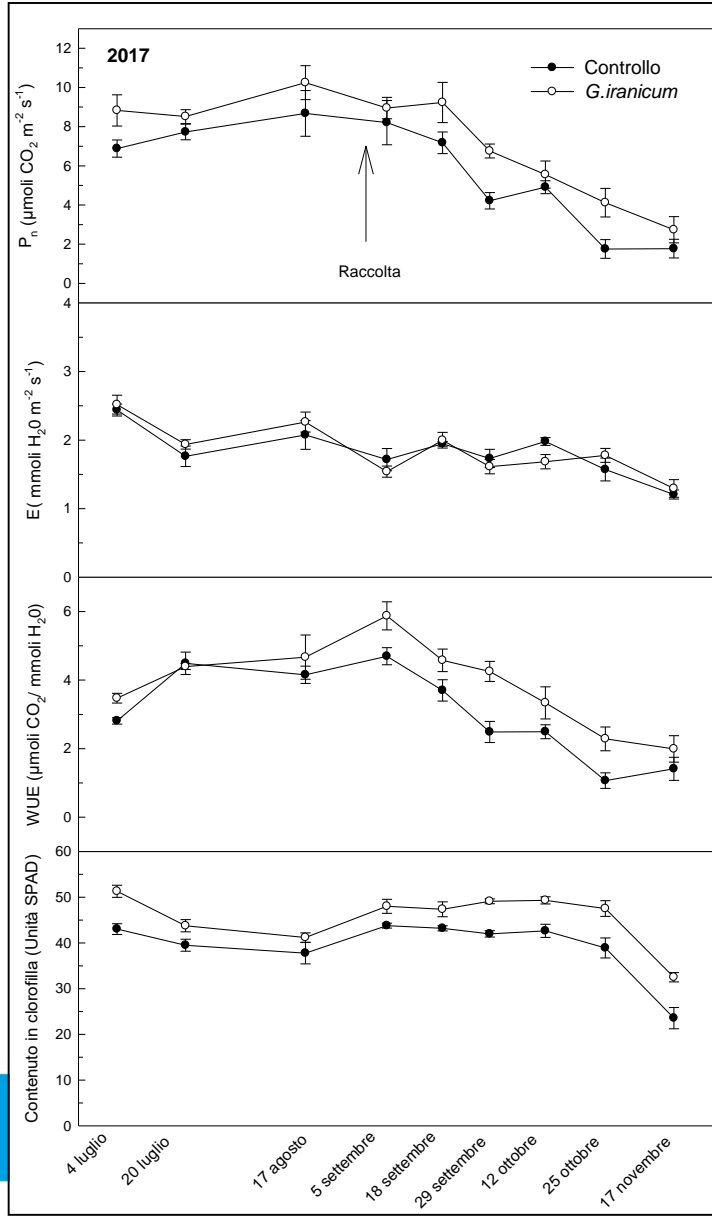 2017
Controllo
G.iranicum
Raccolta
Pn (µmoli CO2 m-2 s-1)
12
10
8
6
4
2
0
E( mmoli H20 m-2 s-1)
4
3
2
1
0
WUE (µmoli CO2/ mmoli H20)
6
4
2
0
Contenuto in clorofilla (Unità SPAD)
60
50
40
30
20
10
0
4 luglio
20 luglio
17 agosto
5 settembre
18 settembre
29 settembre
12 ottobre
25 ottobre
17 novembre